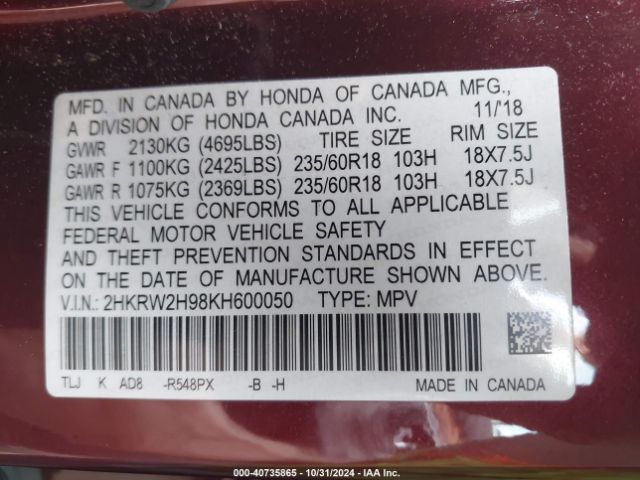 MFD. IN CANADA BY HONDA OF CANADA MFG.,
A DIVISION OF HONDA CANADA INC. 11/'18
GVWR 2130KG (4695LBS) TIRE SIZE RIM SIZE
GAWR F 1100KG (2425LBS) 235/60R18 103H 18X7.5J
GAWR R 1075KG (2369LBS) 235/60R18 103H 18X7.5J
THIS VEHICLE CONFORMS TO ALL APPLICABLE
FEDERAL MOTOR VEHICLE SAFETY
AND THEFT PREVENTION STANDARDS IN EFFECT
ON THE DATE OF MANUFACTURE SHOWN ABOVE.
V.I.N.: 2HKRW2H98KH600050 TYPE: MPV
TLJ K AD8 -R548PX -B -H MADE IN CANADA
000-40735865 • 10/31/2024 • IAA Inc.